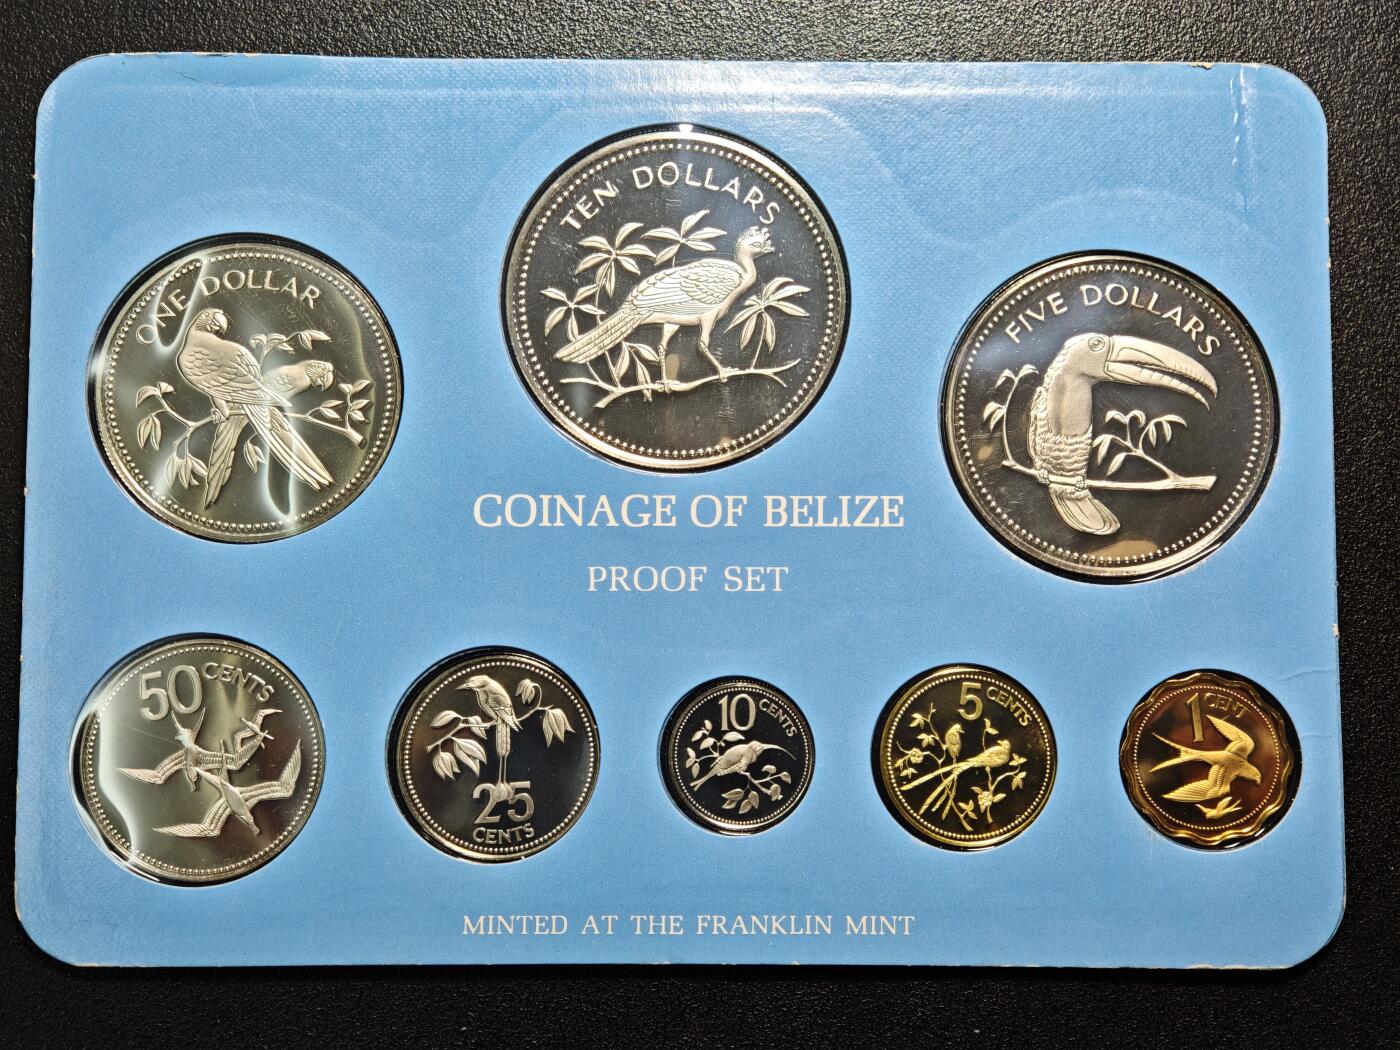 TEN DOLLARS
ONE DOLLAR
FIVE DOLLARS
COINAGE OF BELIZE
PROOF SET
50 CENTS
25
CENTS
10 CENTS
5 CENTS
1 CENT
MINTED AT THE FRANKLIN MINT